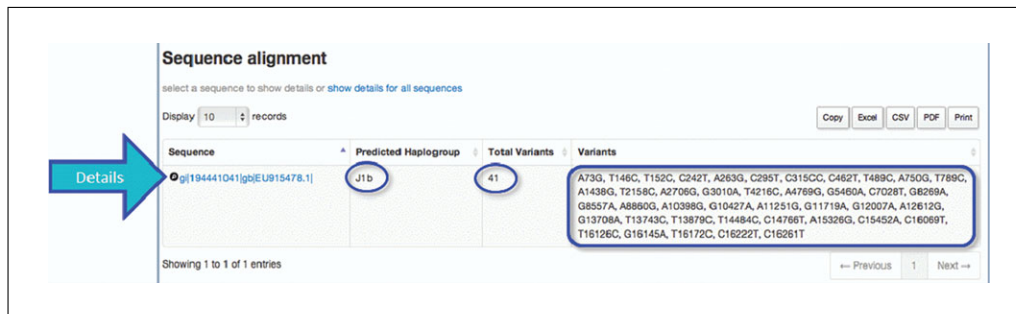 Sequence alignment
select a sequence to show details or show details for all sequences
Display 10 records
Copy Excel CSV PDF Print
Sequence Predicted Haplogroup Total Variants Variants
Details
gi|194441041|gb|EU915478.1| J1b 41 A73G, T146C, T152C, C242T, A263G, C295T, C315CC, C462T, T489C, A750G, T789C,
A1438G, T2158C, A2706G, G3010A, T4216C, A4769G, G5460A, C7028T, G8269A,
G8557A, A8860G, A10398G, G10427A, A11251G, G11719A, G12007A, A12612G,
G13708A, T13743C, T13879C, T14484C, C14766T, A15326G, C15452A, C16069T,
T16126C, G16145A, T16172C, C16222T, C16261T
Showing 1 to 1 of 1 entries
← Previous 1 Next →